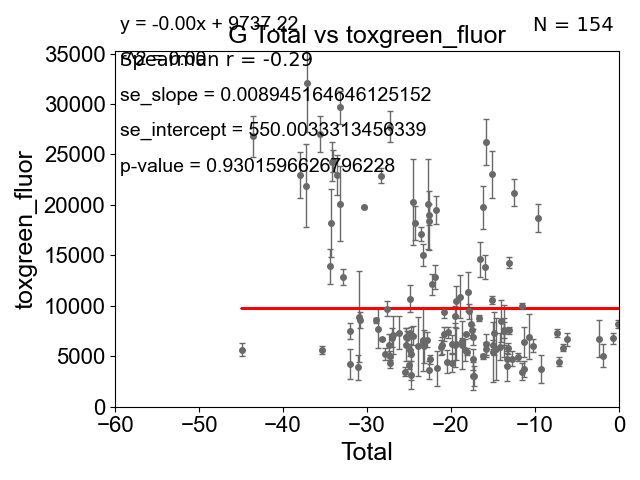 y = -0.00x + 9737.22
N = 154
G Total vs toxgreen_fluor
r^2 = 0.00
Spearman r = -0.29
se_slope = 0.008945164646125152
se_intercept = 550.0033313456339
p-value = 0.9301596626796228
35000
30000
25000
20000
15000
10000
5000
0
toxgreen_fluor
−60
−50
−40
−30
−20
−10
0
Total